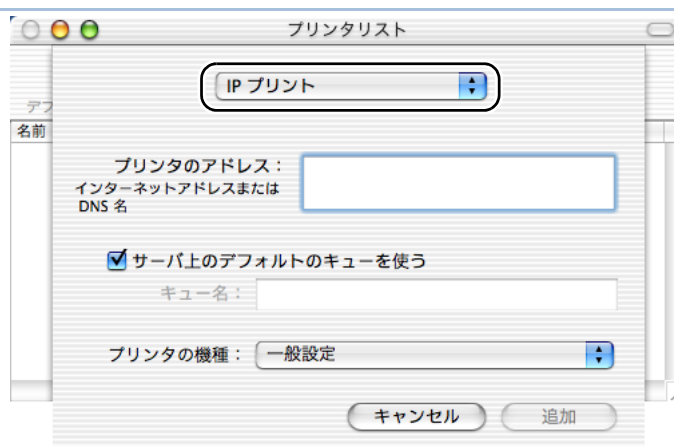 プリンタリスト
IP プリント
デフ
名前
プリンタのアドレス：
インターネットアドレスまたは
DNS 名
サーバ上のデフォルトのキューを使う
キュー名：
プリンタの機種： 一般設定
キャンセル 追加